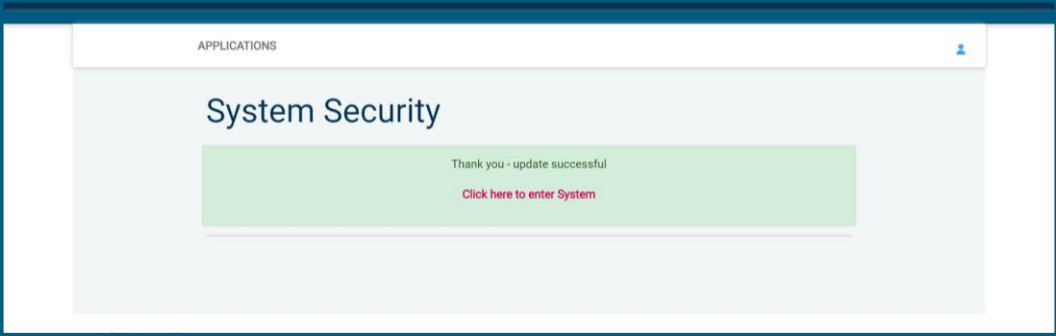 APPLICATIONS
System Security
Thank you - update successful
Click here to enter System